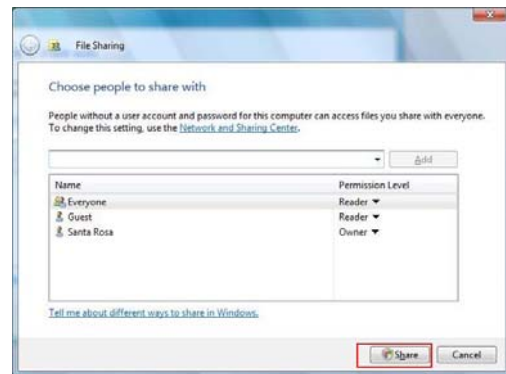 File Sharing
Choose people to share with
People without a user account and password for this computer can access files you share with everyone.
To change this setting, use the Network and Sharing Center.
Add
Name Permission Level
Everyone Reader
Guest Reader
Santa Rosa Owner
Tell me about different ways to share in Windows.
Share Cancel